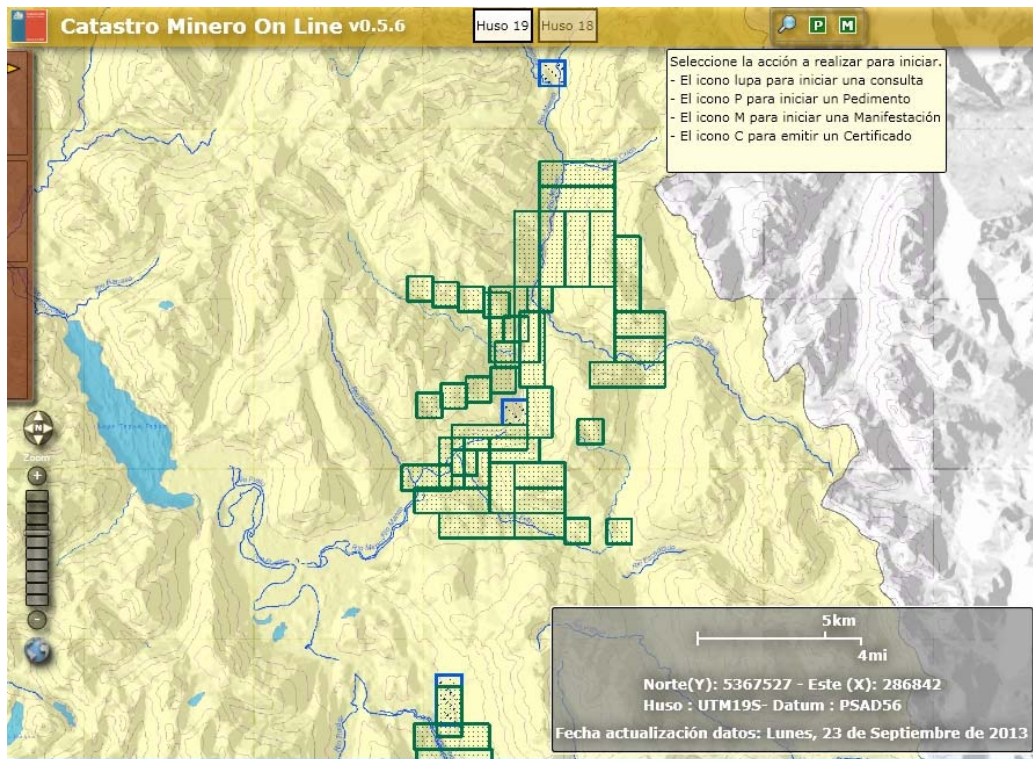 Catastro Minero On Line v0.5.6
Huso 19
Huso 18
P
M
Seleccione la acción a realizar para iniciar.
- El icono lupa para iniciar una consulta
- El icono P para iniciar un Pedimento
- El icono M para iniciar una Manifestación
- El icono C para emitir un Certificado
N
Zoom
+
-
5km
4mi
Norte(Y): 5367527 - Este (X): 286842
Huso : UTM19S- Datum : PSAD56
Fecha actualización datos: Lunes, 23 de Septiembre de 2013